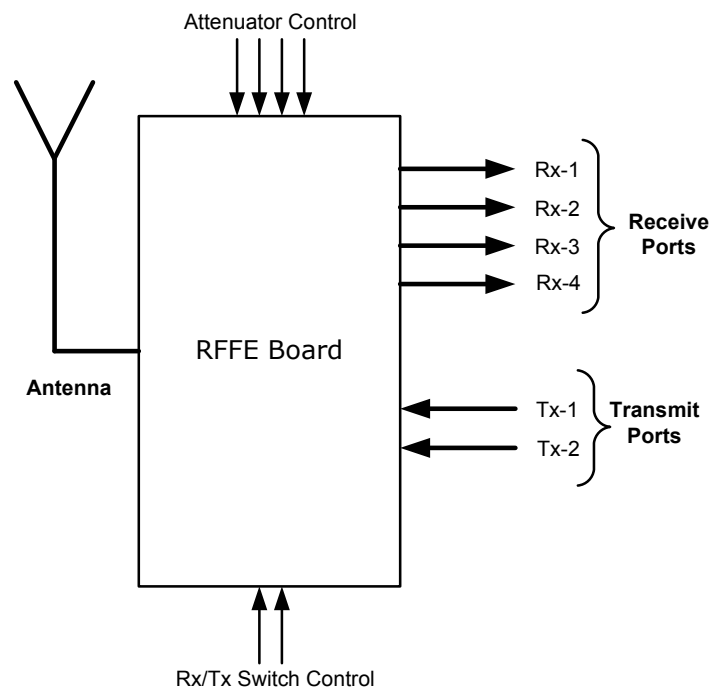 Attenuator Control
Rx-1
Rx-2
Rx-3
Rx-4
Receive
Ports
RFFE Board
Antenna
Tx-1
Tx-2
Transmit
Ports
Rx/Tx Switch Control